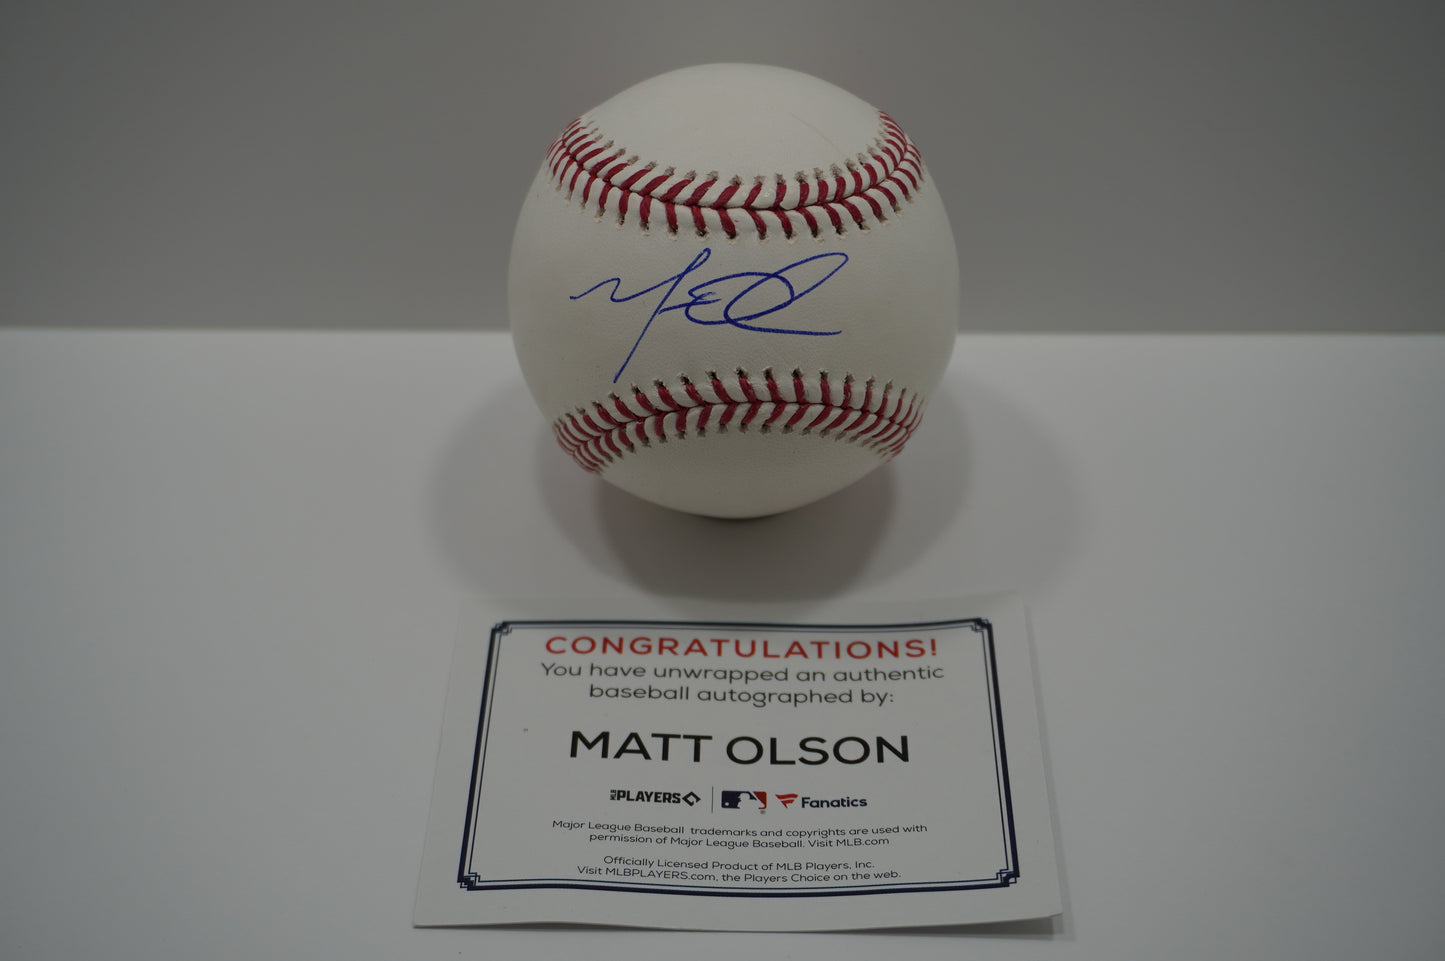 CONGRATULATIONS!
You have unwrapped an authentic
baseball autographed by:
MATT OLSON
MLB PLAYERS Fanatics
Major League Baseball trademarks and copyrights are used with
permission of Major League Baseball. Visit MLB.com
Officially Licensed Product of MLB Players, Inc.
Visit MLBPLAYERS.com, the Players Choice on the web.